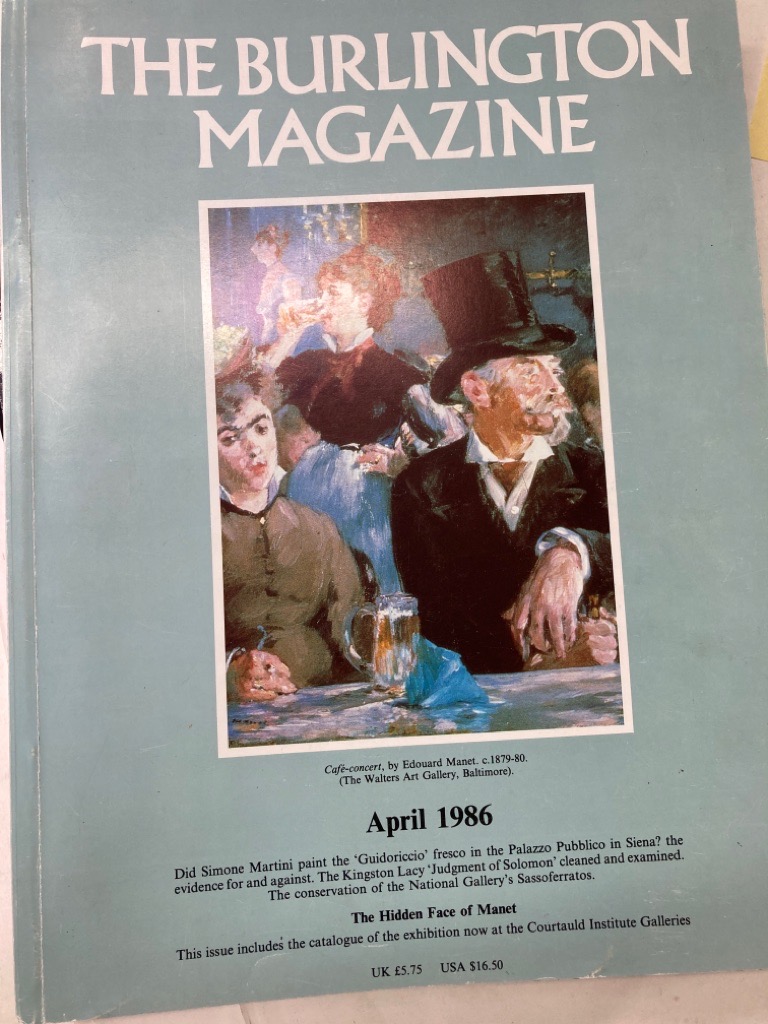 THE BURLINGTON
MAGAZINE
Café-concert, by Edouard Manet. c.1879-80.
(The Walters Art Gallery, Baltimore).
April 1986
Did Simone Martini paint the ‘Guidoriccio’ fresco in the Palazzo Pubblico in Siena? the
evidence for and against. The Kingston Lacy ‘Judgment of Solomon’ cleaned and examined.
The conservation of the National Gallery's Sassoferratos.
The Hidden Face of Manet
This issue includes the catalogue of the exhibition now at the Courtauld Institute Galleries
UK £5.75 USA $16.50